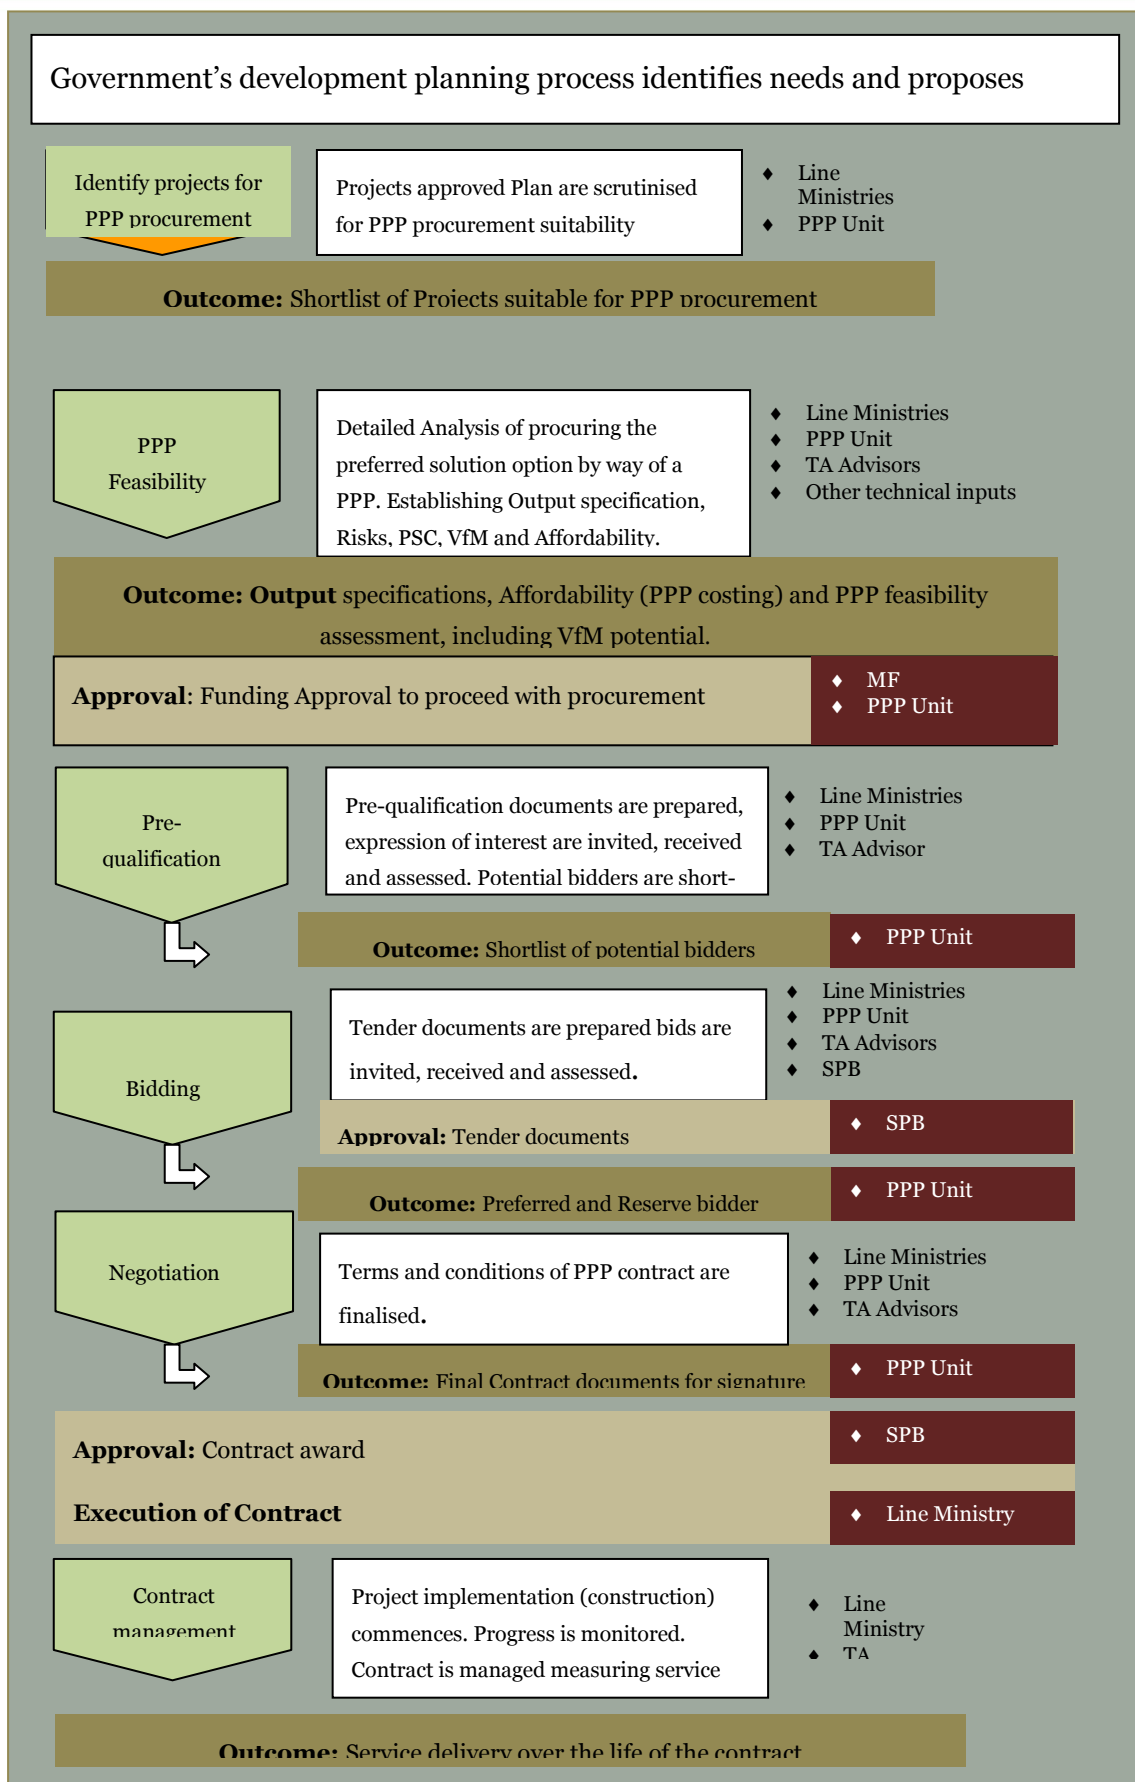 Government’s development planning process identifies needs and proposes
Identify projects for
PPP procurement
Projects approved Plan are scrutinised
for PPP procurement suitability
♦ Line
Ministries
♦ PPP Unit
Outcome: Shortlist of Projects suitable for PPP procurement
PPP
Feasibility
Detailed Analysis of procuring the
preferred solution option by way of a
PPP. Establishing Output specification,
Risks, PSC, VfM and Affordability.
♦ Line Ministries
♦ PPP Unit
♦ TA Advisors
♦ Other technical inputs
Outcome: Output specifications, Affordability (PPP costing) and PPP feasibility
assessment, including VfM potential.
Approval: Funding Approval to proceed with procurement
♦ MF
♦ PPP Unit
Pre-
qualification
Pre-qualification documents are prepared,
expression of interest are invited, received
and assessed. Potential bidders are short-
♦ Line Ministries
♦ PPP Unit
♦ TA Advisor
Outcome: Shortlist of potential bidders
♦ PPP Unit
Bidding
Tender documents are prepared bids are
invited, received and assessed.
♦ Line Ministries
♦ PPP Unit
♦ TA Advisors
♦ SPB
Approval: Tender documents
♦ SPB
Outcome: Preferred and Reserve bidder
♦ PPP Unit
Negotiation
Terms and conditions of PPP contract are
finalised.
♦ Line Ministries
♦ PPP Unit
♦ TA Advisors
Outcome: Final Contract documents for signature
♦ PPP Unit
Approval: Contract award
♦ SPB
Execution of Contract
♦ Line Ministry
Contract
management
Project implementation (construction)
commences. Progress is monitored.
Contract is managed measuring service
♦ Line
Ministry
♦ TA
Outcome: Service delivery over the life of the contract